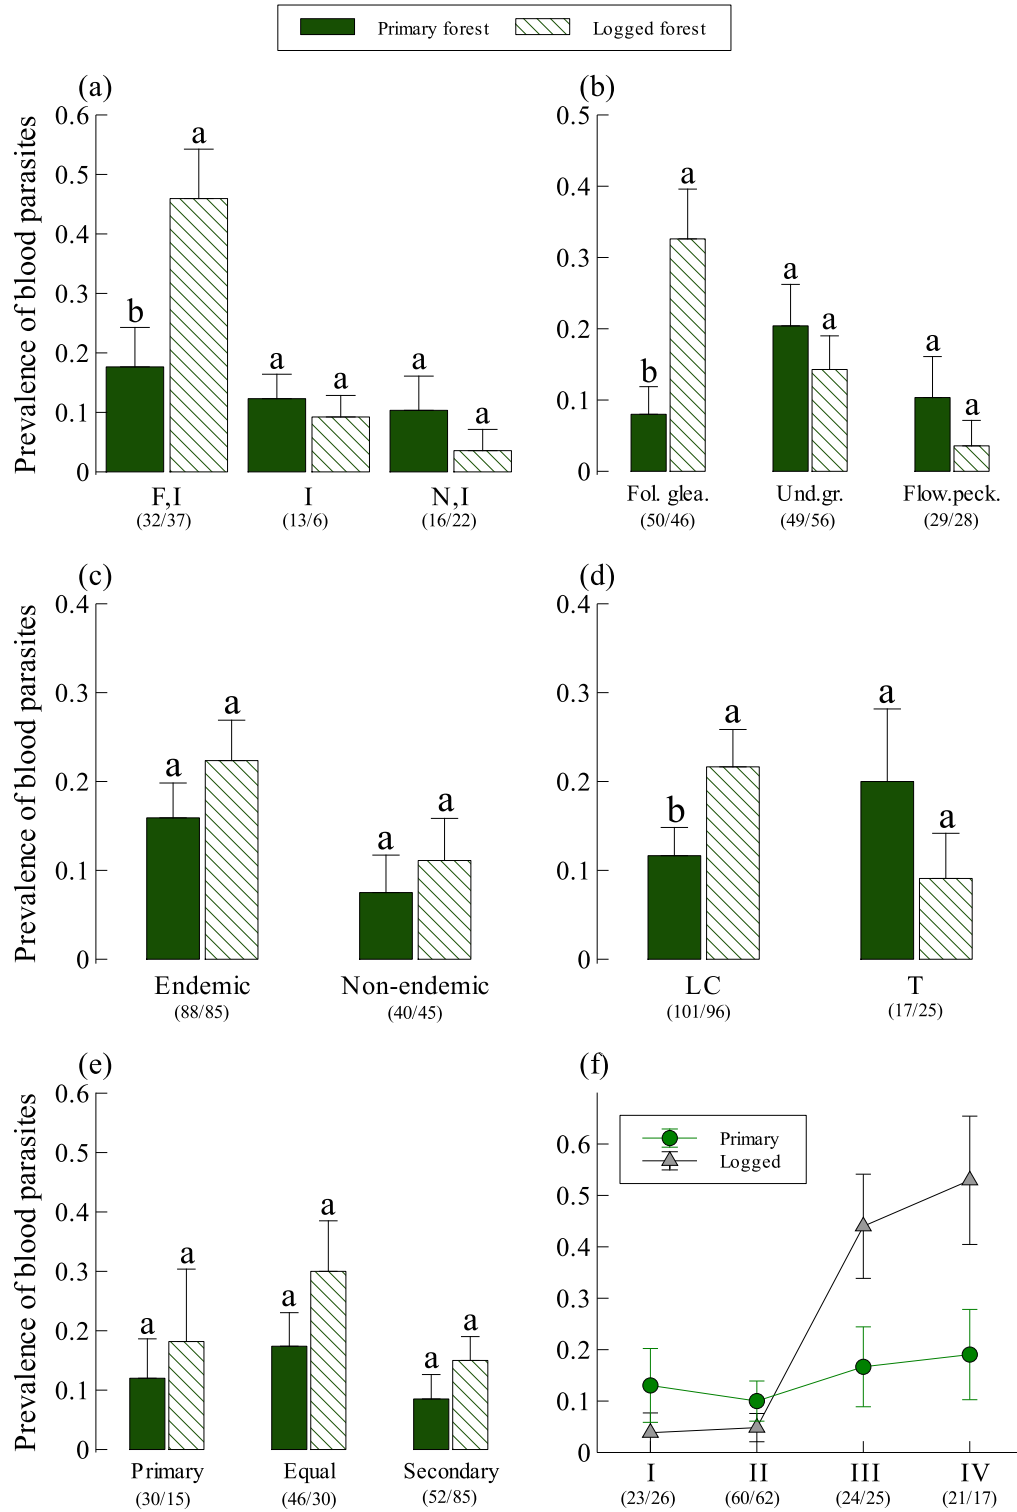 Primary forest Logged forest
(a)
Prevalence of blood parasites
0.6
0.5
0.4
0.3
0.2
0.1
0
b a a a a a
F,I I N,I
(32/37) (13/6) (16/22)
(b)
0.5
0.4
0.3
0.2
0.1
0
b a a a a a
Fol. glea. Und.gr. Flow.peck.
(50/46) (49/56) (29/28)
(c)
Prevalence of blood parasites
0.4
0.3
0.2
0.1
0
a a a a
Endemic Non-endemic
(88/85) (40/45)
(d)
0.4
0.3
0.2
0.1
0
b a a a
LC T
(101/96) (17/25)
(e)
Prevalence of blood parasites
0.6
0.5
0.4
0.3
0.2
0.1
0
a a a a a a
Primary Equal Secondary
(30/15) (46/30) (52/85)
(f)
Primary
Logged
0.6
0.5
0.4
0.3
0.2
0.1
0
I II III IV
(23/26) (60/62) (24/25) (21/17)